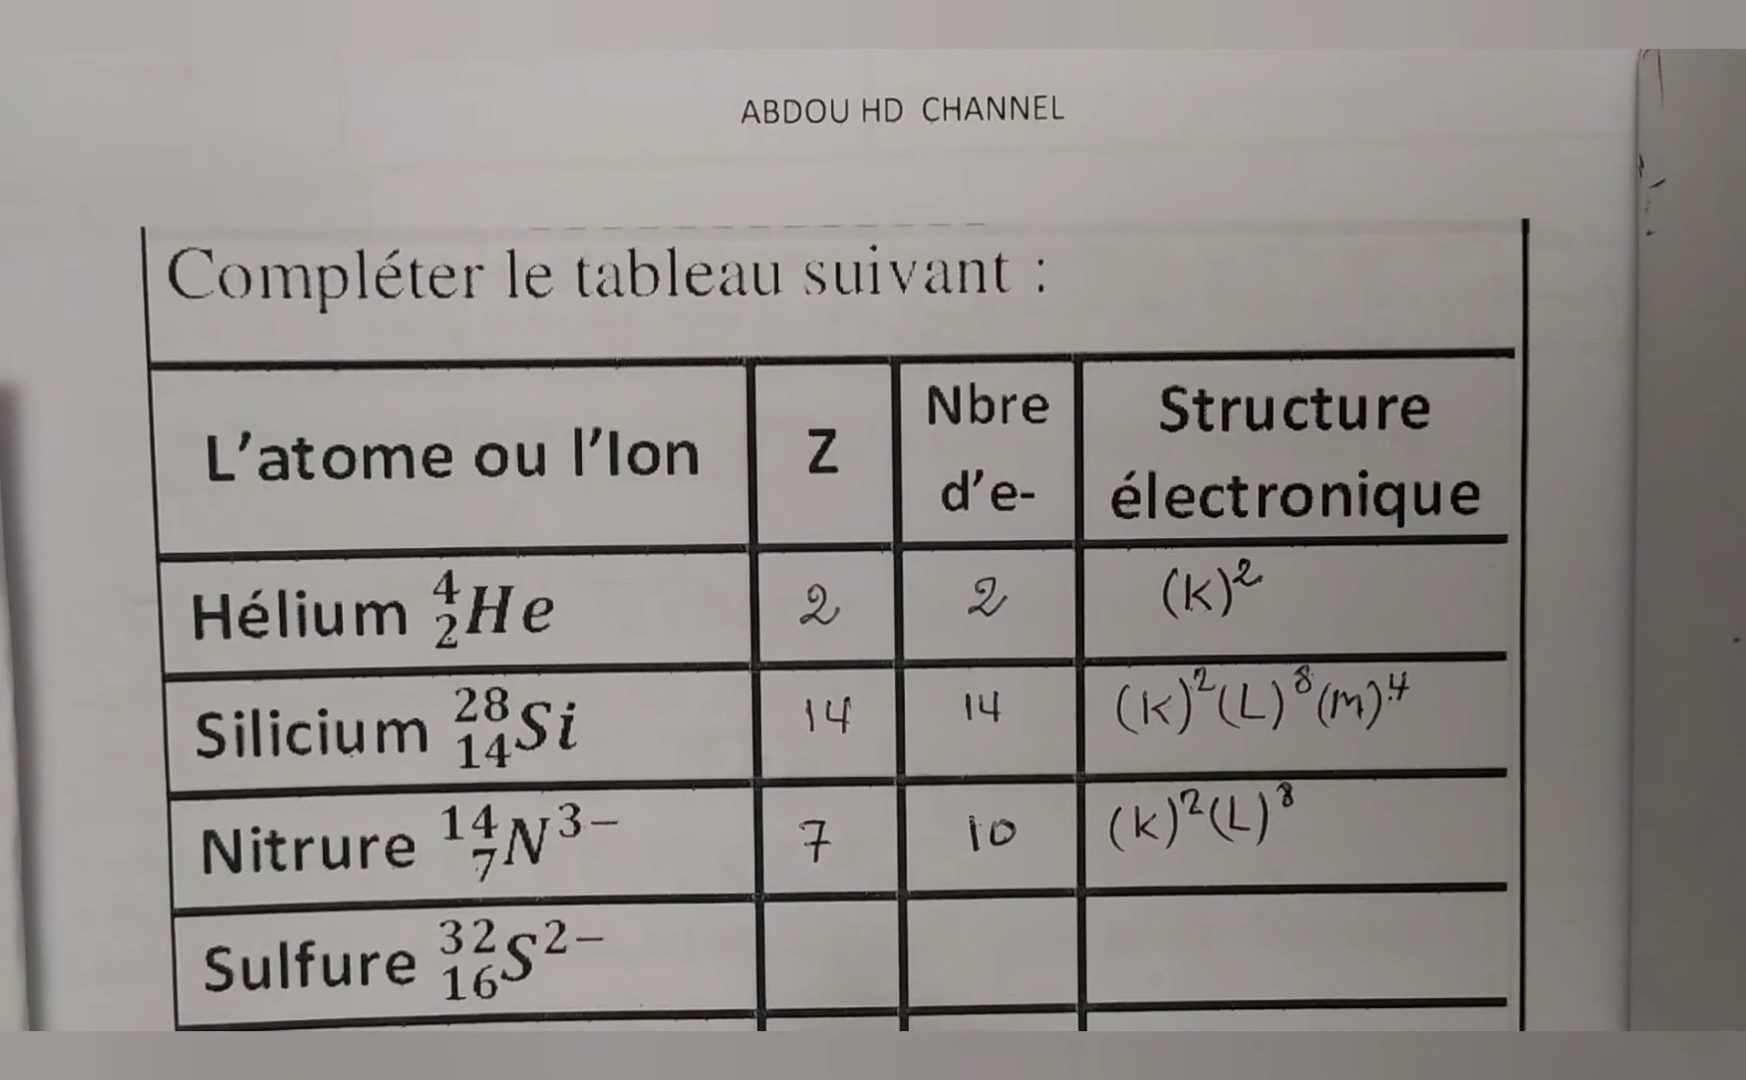 ABDOU HD CHANNEL
Compléter le tableau suivant :
L'atome ou l'Ion Z Nbre d'e- Structure électronique
Hélium ⁴₂He 2 2 (K)²
Silicium ²⁸₁₄Si 14 14 (K)²(L)⁸(M)⁴
Nitrure ¹⁴₇N³⁻ 7 10 (K)²(L)⁸
Sulfure ³²₁₆S²⁻